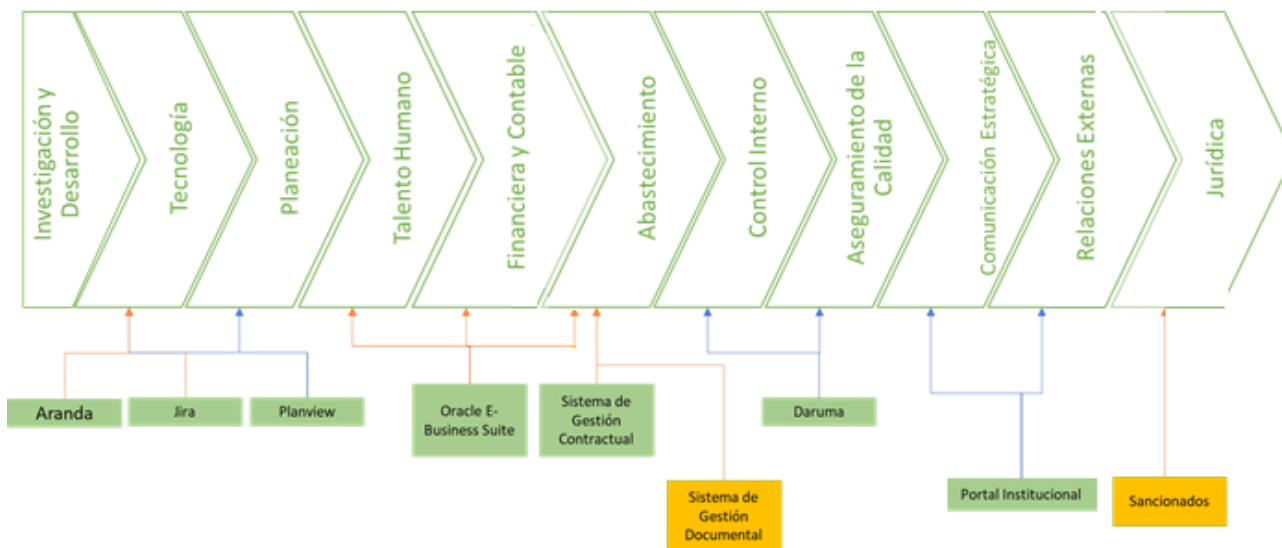 Investigación y
Desarrollo
Tecnología
Planeación
Talento Humano
Financiera y Contable
Abastecimiento
Control Interno
Aseguramiento de la
Calidad
Comunicación Estratégica
Relaciones Externas
Jurídica
Aranda
Jira
Planview
Oracle E-
Business Suite
Sistema de
Gestión
Contractual
Daruma
Sistema de
Gestión
Documental
Portal Institucional
Sancionados